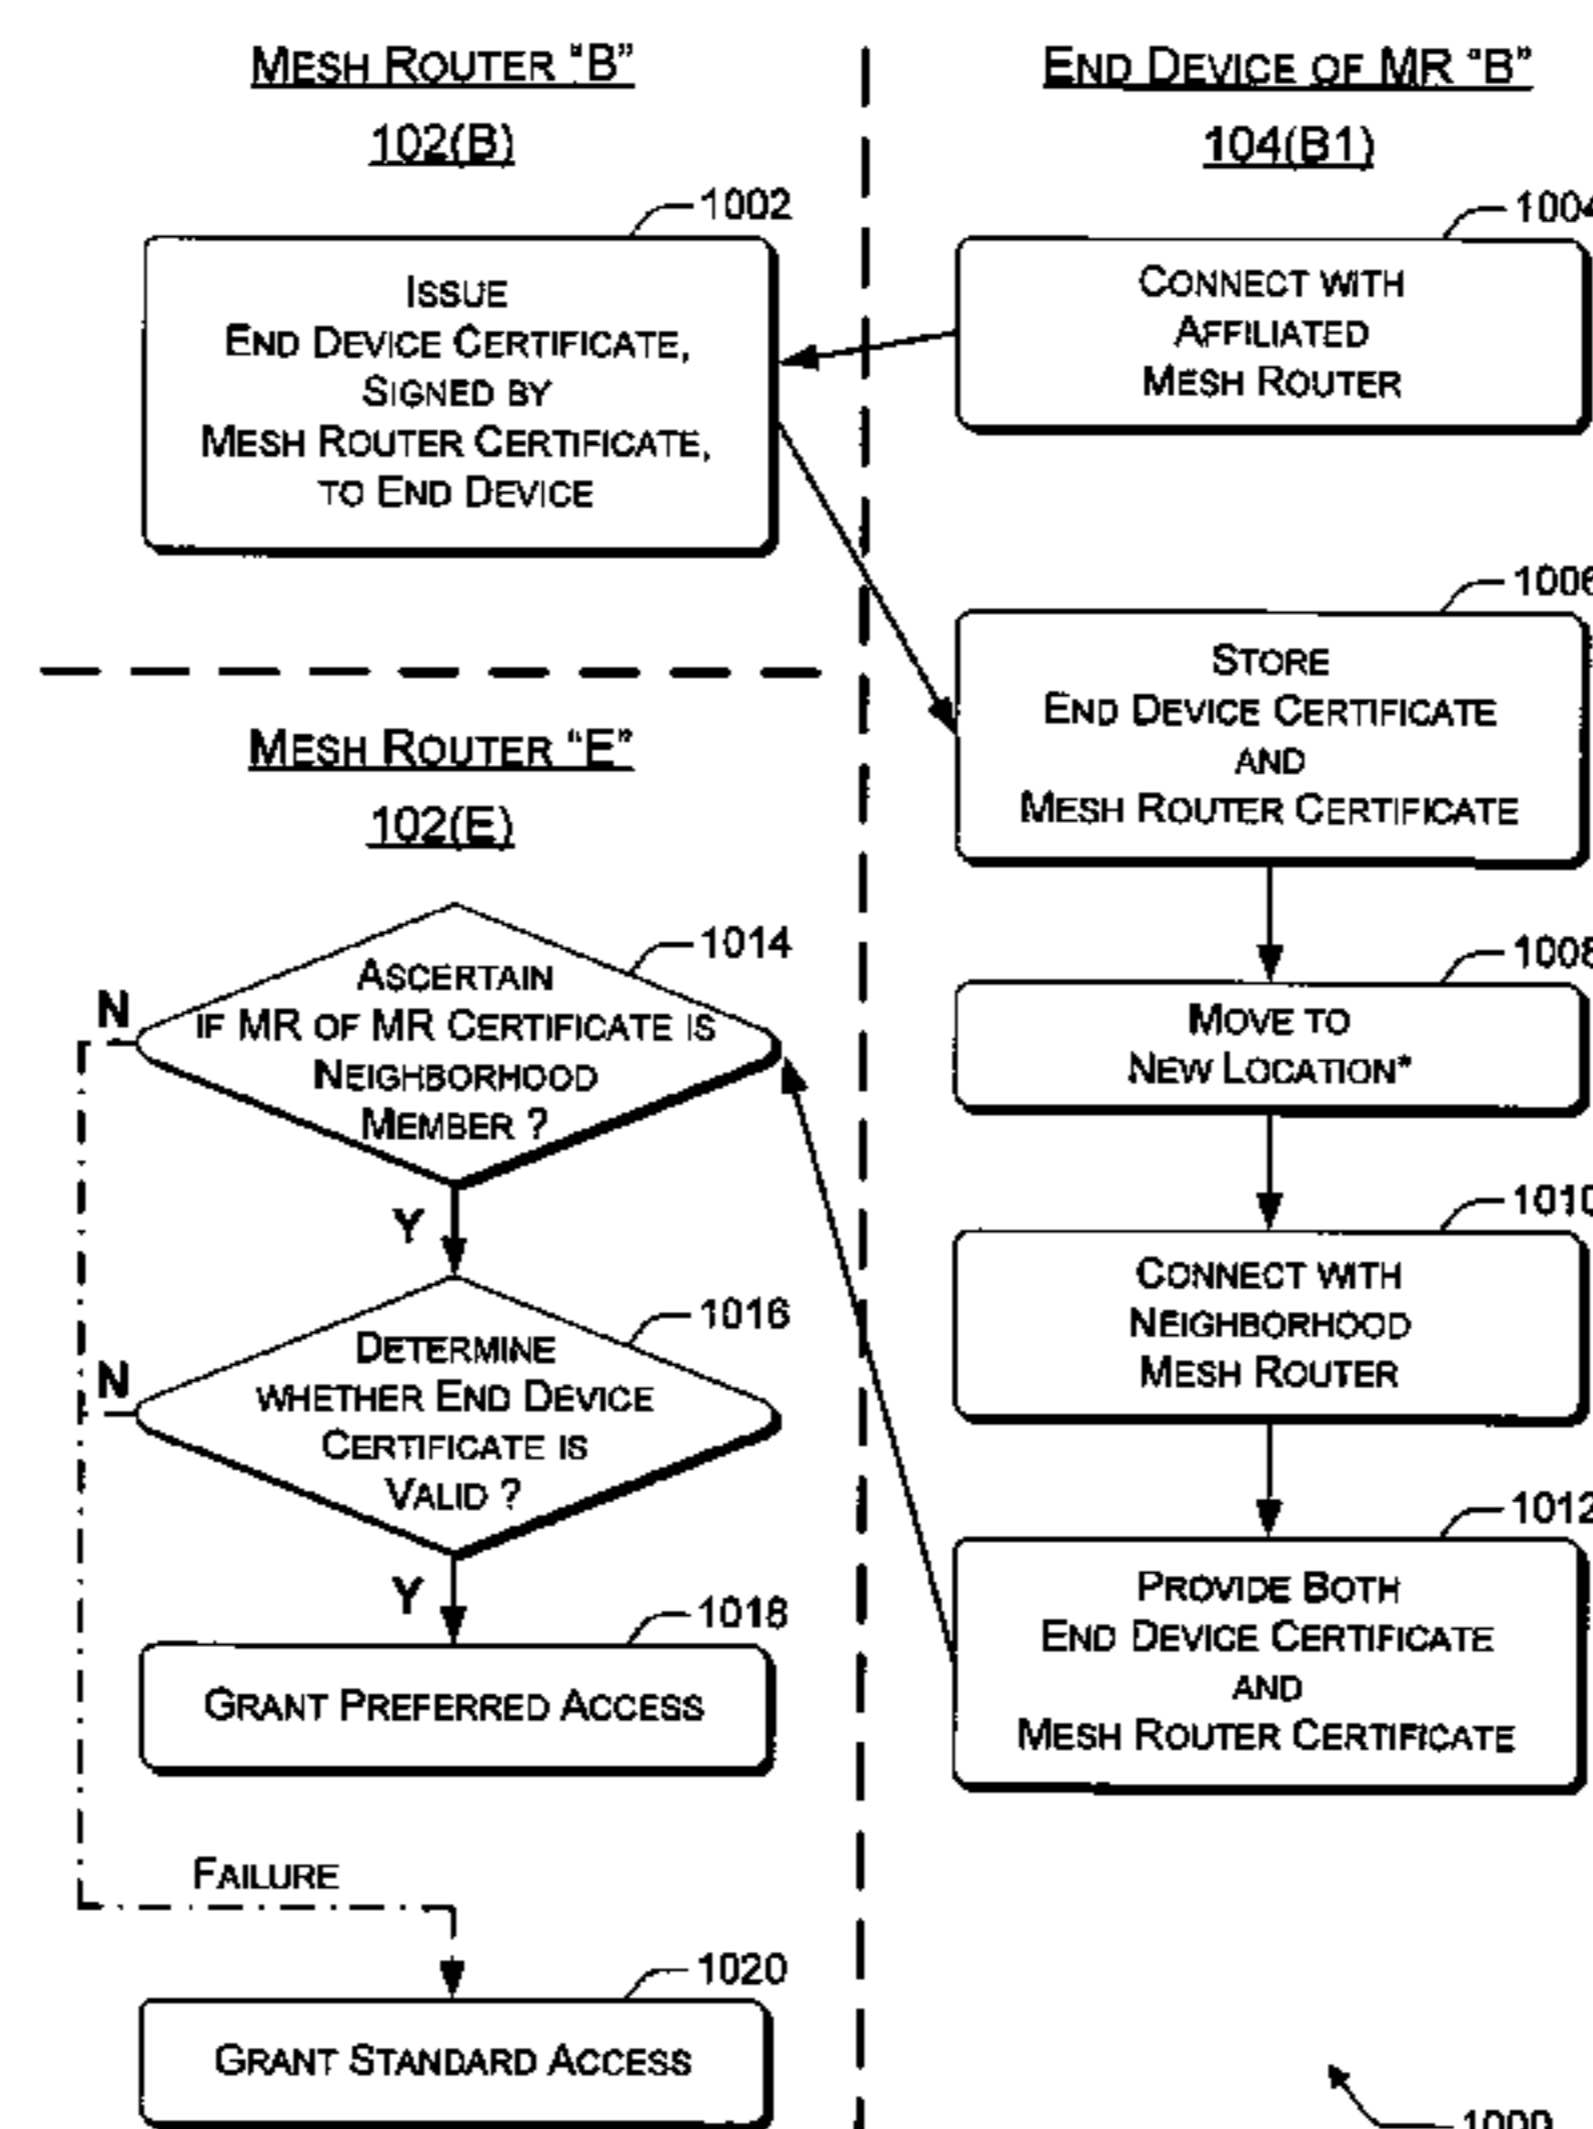 MESH ROUTER "B"
102(B)
1002
ISSUE
END DEVICE CERTIFICATE,
SIGNED BY
MESH ROUTER CERTIFICATE,
TO END DEVICE
END DEVICE OF MR "B"
104(B1)
1004
CONNECT WITH
AFFILIATED
MESH ROUTER
1006
STORE
END DEVICE CERTIFICATE
AND
MESH ROUTER CERTIFICATE
1008
MOVE TO
NEW LOCATION*
1010
CONNECT WITH
NEIGHBORHOOD
MESH ROUTER
1012
PROVIDE BOTH
END DEVICE CERTIFICATE
AND
MESH ROUTER CERTIFICATE
MESH ROUTER "E"
102(E)
1014
ASCERTAIN
IF MR OF MR CERTIFICATE IS
NEIGHBORHOOD
MEMBER ?
N
Y
1016
DETERMINE
WHETHER END DEVICE
CERTIFICATE IS
VALID ?
N
Y
1018
GRANT PREFERRED ACCESS
FAILURE
1020
GRANT STANDARD ACCESS
1000